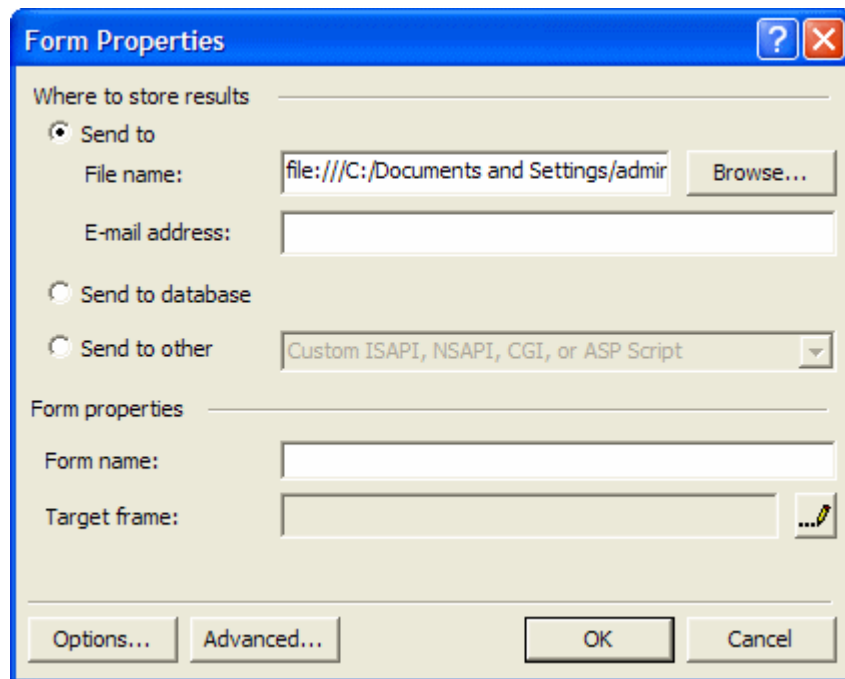 Form Properties
Where to store results
Send to
File name: file:///C:/Documents and Settings/admin Browse...
E-mail address:
Send to database
Send to other Custom ISAPI, NSAPI, CGI, or ASP Script
Form properties
Form name:
Target frame: ...
Options... Advanced... OK Cancel